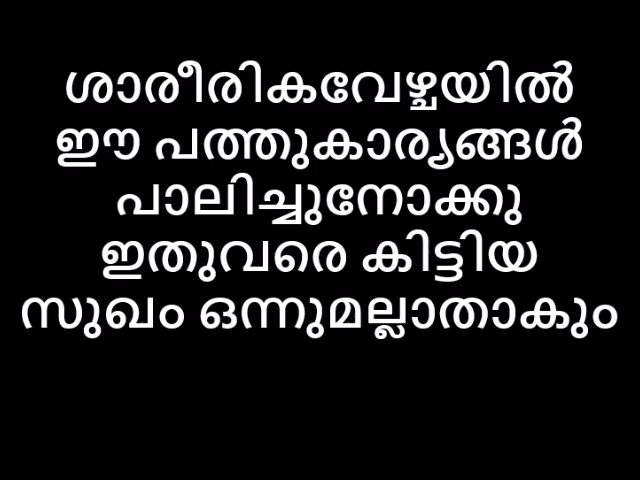 ശാരീരികവേഴ്ചയിൽ
ഈ പത്തുകാര്യങ്ങൾ
പാലിച്ചുനോക്കു
ഇതുവരെ കിട്ടിയ
സുഖം ഒന്നുമല്ലാതാകും